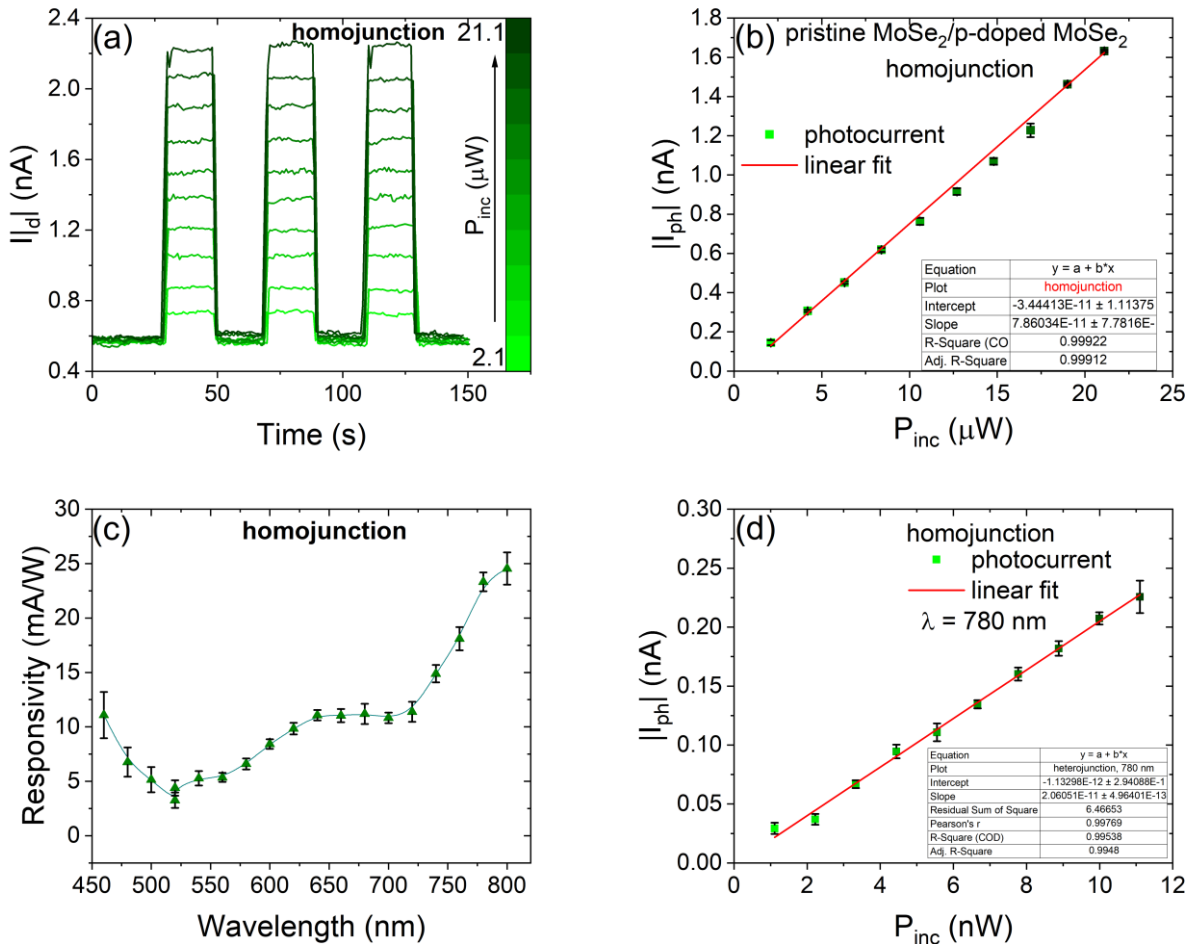 (a)
homojunction
21.1
P_inc (μW)
2.1
2.4
2.0
1.6
1.2
0.8
0.4
I||d| (nA)
0 50 100 150
Time (s)
(b)
pristine MoSe2/p-doped MoSe2
homojunction
photocurrent
linear fit
1.8
1.6
1.4
1.2
1.0
0.8
0.6
0.4
0.2
0.0
|I_ph| (nA)
Equation y = a + b*x
Plot homojunction
Intercept -3.44413E-11 ± 1.11375
Slope 7.86034E-11 ± 7.7816E-
R-Square (CO 0.99922
Adj. R-Square 0.99912
0 5 10 15 20 25
P_inc (μW)
(c)
homojunction
30
25
20
15
10
5
0
Responsivity (mA/W)
450 500 550 600 650 700 750 800
Wavelength (nm)
(d)
homojunction
photocurrent
linear fit
λ = 780 nm
0.30
0.25
0.20
0.15
0.10
0.05
0.00
|I_ph| (nA)
Equation y = a + b*x
Plot heterojunction, 780 nm
Intercept -1.13298E-12 ± 2.94088E-1
Slope 2.06051E-11 ± 4.96401E-13
Residual Sum of Square 6.46653
Pearson's r 0.99769
R-Square (COD) 0.99538
Adj. R-Square 0.9948
0 2 4 6 8 10 12
P_inc (nW)